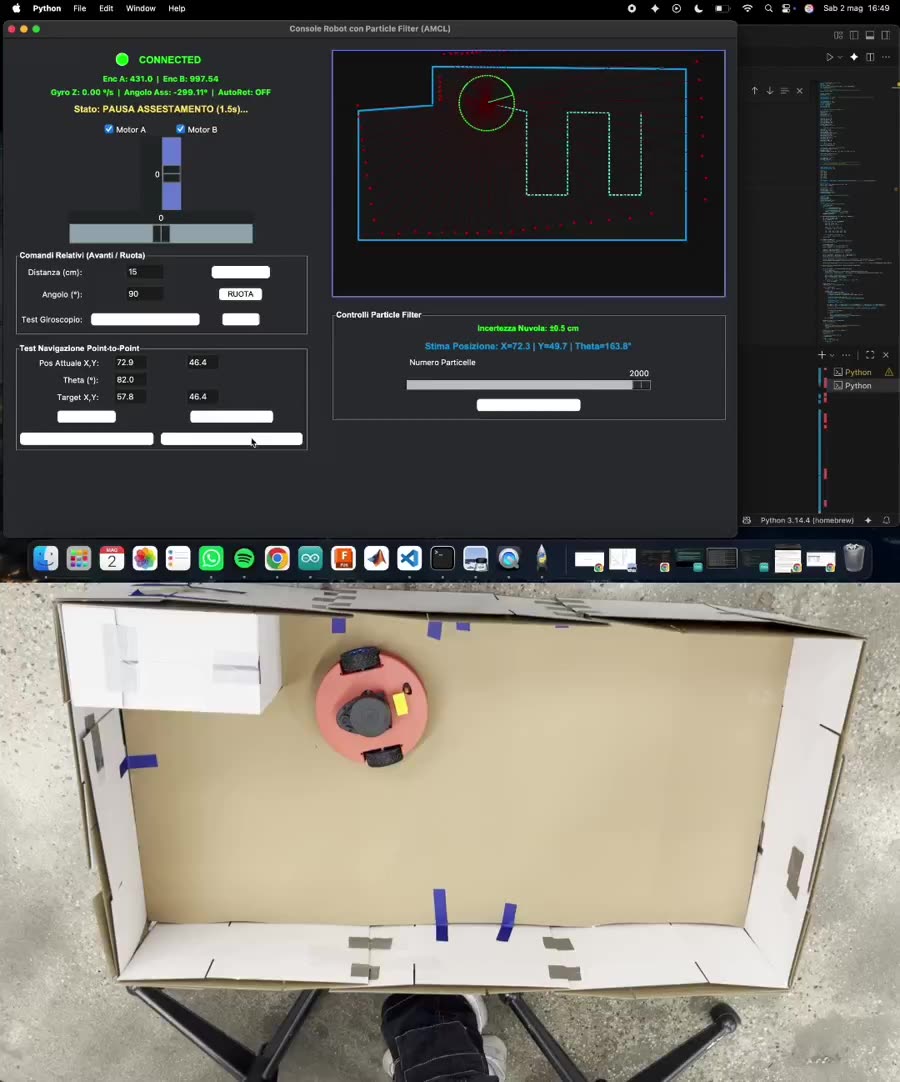 Python File Edit Window Help
Sab 2 mag 16:49
Console Robot con Particle Filter (AMCL)
CONNECTED
Enc A: 431.0 | Enc B: 997.54
Gyro Z: 0.00 °/s | Angolo Ass: -299.11° | AutoRot: OFF
Stato: PAUSA ASSESTAMENTO (1.5s)...
Motor A
Motor B
0
0
Comandi Relativi (Avanti / Ruota)
Distanza (cm): 15
Angolo (°): 90 RUOTA
Test Giroscopio:
Test Navigazione Point-to-Point
Pos Attuale X,Y: 72.9 46.4
Theta (°): 82.0
Target X,Y: 57.8 46.4
Controlli Particle Filter
Incertezza Nuvola: ±0.5 cm
Stima Posizione: X=72.3 | Y=49.7 | Theta=163.8°
Numero Particelle
2000
Python
Python
Python 3.14.4 (homebrew)
MAG
2